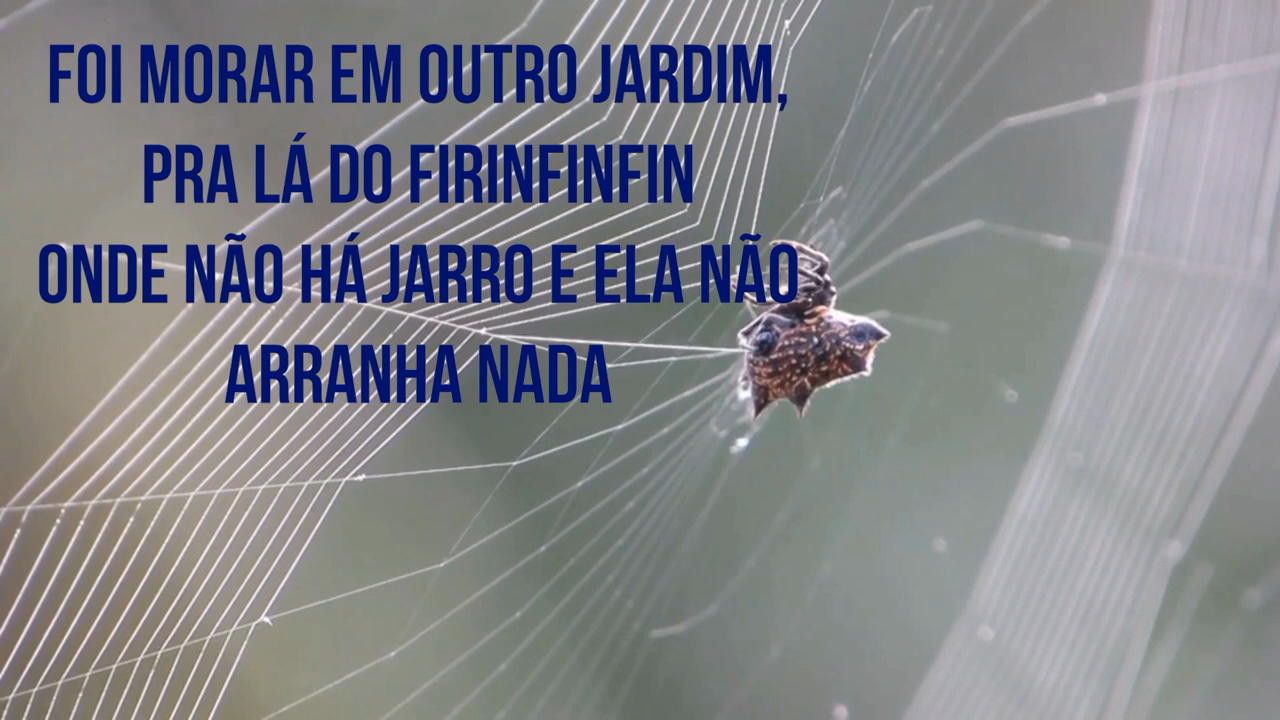 FOI MORAR EM OUTRO JARDIM,
PRA LÁ DO FIRINFINFIN
ONDE NÃO HÁ JARRO E ELA NÃO
ARRANHA NADA